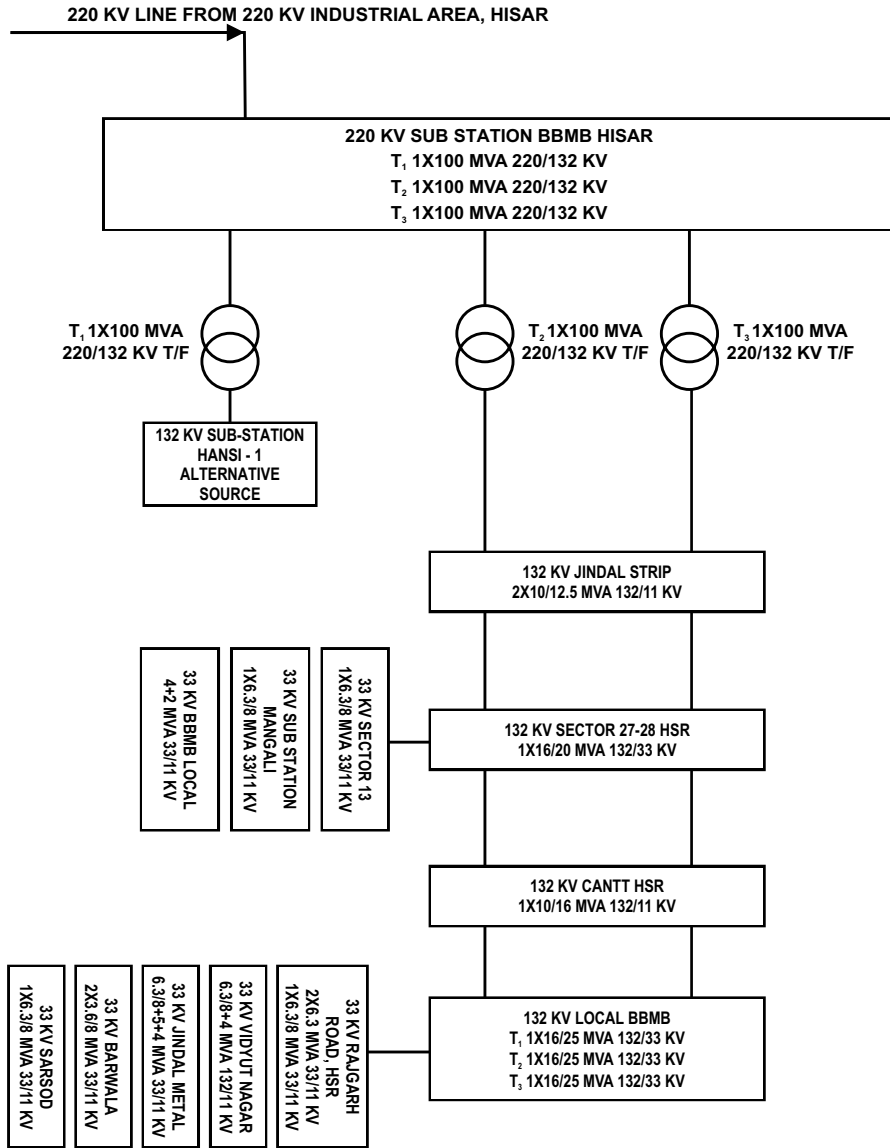 220 KV LINE FROM 220 KV INDUSTRIAL AREA, HISAR
220 KV SUB STATION BBMB HISAR
T₁ 1X100 MVA 220/132 KV
T₂ 1X100 MVA 220/132 KV
T₃ 1X100 MVA 220/132 KV
T₁ 1X100 MVA
220/132 KV T/F
T₂ 1X100 MVA
220/132 KV T/F
T₃ 1X100 MVA
220/132 KV T/F
132 KV SUB-STATION
HANSI - 1
ALTERNATIVE
SOURCE
132 KV JINDAL STRIP
2X10/12.5 MVA 132/11 KV
33 KV BBMB LOCAL
4+2 MVA 33/11 KV
33 KV SUB STATION
MANGALI
1X6.3/8 MVA 33/11 KV
33 KV SECTOR 13
1X6.3/8 MVA 33/11 KV
132 KV SECTOR 27-28 HSR
1X16/20 MVA 132/33 KV
132 KV CANTT HSR
1X10/16 MVA 132/11 KV
33 KV SARSOD
1X6.3/8 MVA 33/11 KV
33 KV BARWALA
2X3.6/8 MVA 33/11 KV
33 KV JINDAL METAL
6.3/8+5+4 MVA 33/11 KV
33 KV VIDYUT NAGAR
6.3/8+4 MVA 132/11 KV
33 KV RAJGARH
ROAD, HSR
2X6.3 MVA 33/11 KV
1X6.3/8 MVA 33/11 KV
132 KV LOCAL BBMB
T₁ 1X16/25 MVA 132/33 KV
T₂ 1X16/25 MVA 132/33 KV
T₃ 1X16/25 MVA 132/33 KV